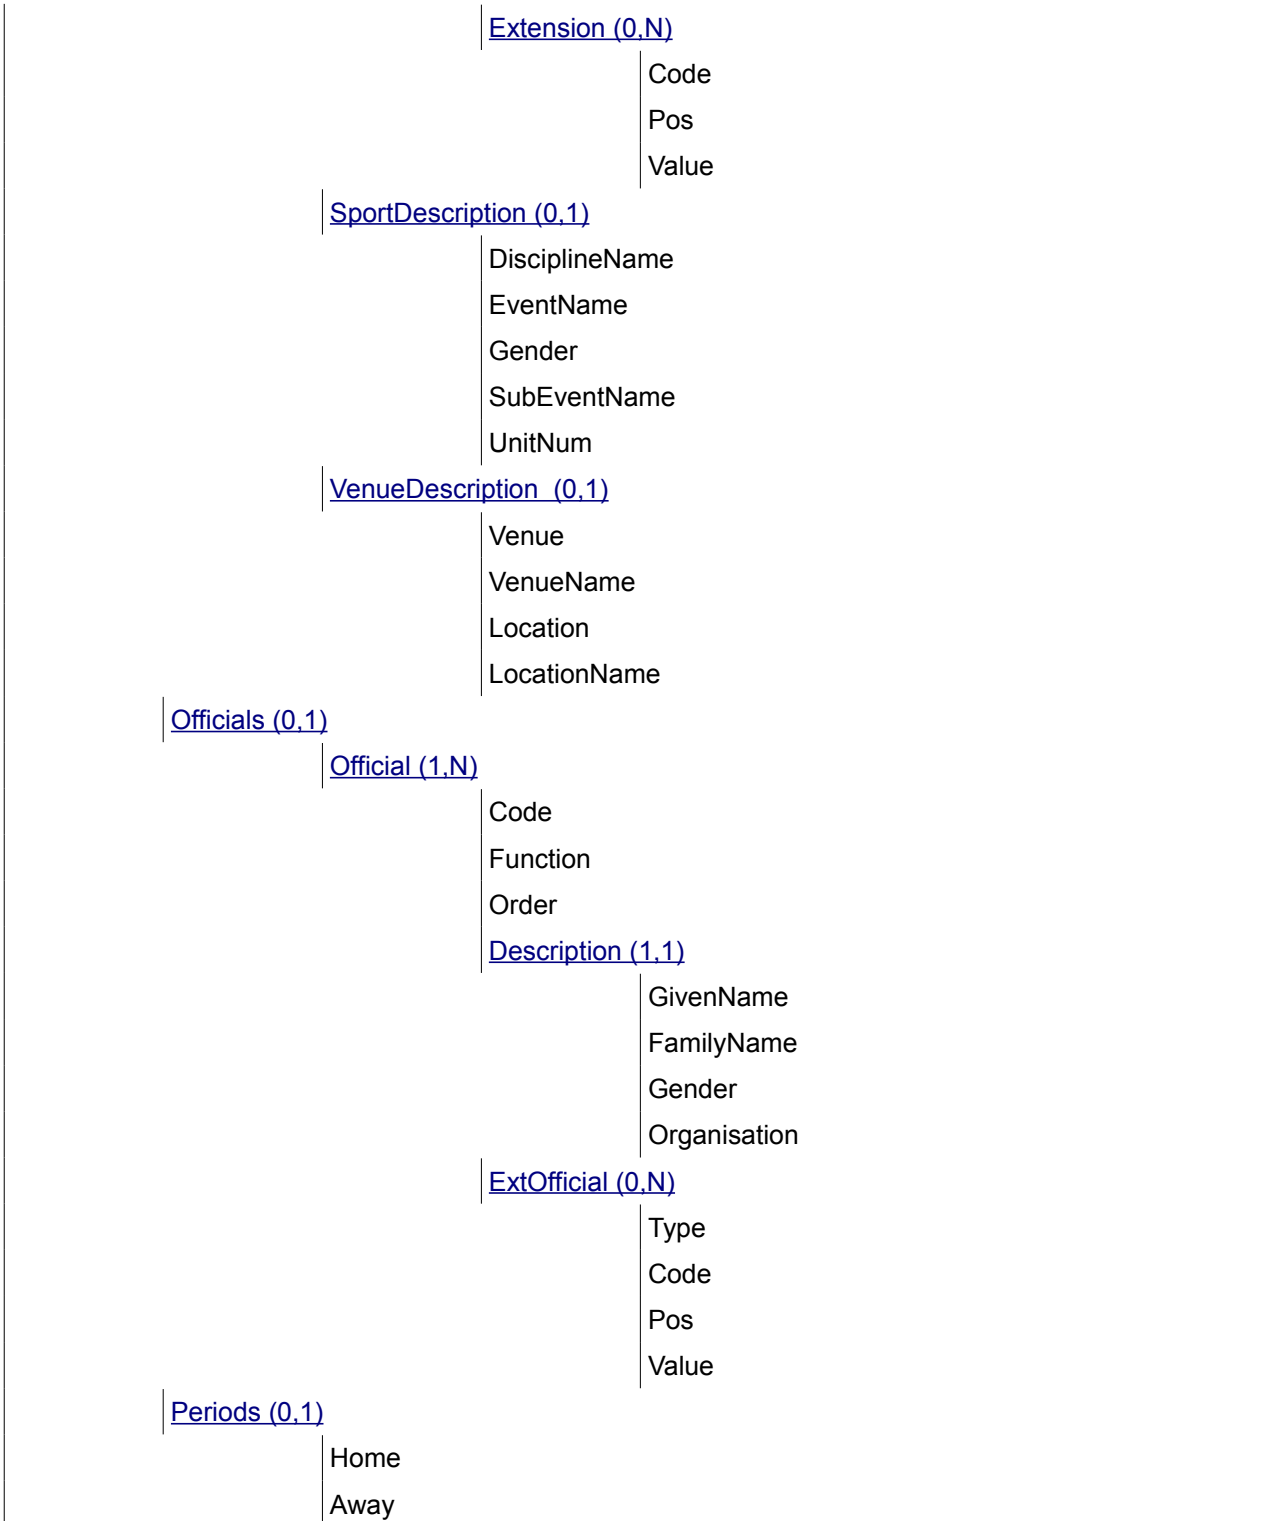 Extension (0,N)
Code
Pos
Value
SportDescription (0,1)
DisciplineName
EventName
Gender
SubEventName
UnitNum
VenueDescription  (0,1)
Venue
VenueName
Location
LocationName
Officials (0,1)
Official (1,N)
Code
Function
Order
Description (1,1)
GivenName
FamilyName
Gender
Organisation
ExtOfficial (0,N)
Type
Code
Pos
Value
Periods (0,1)
Home
Away